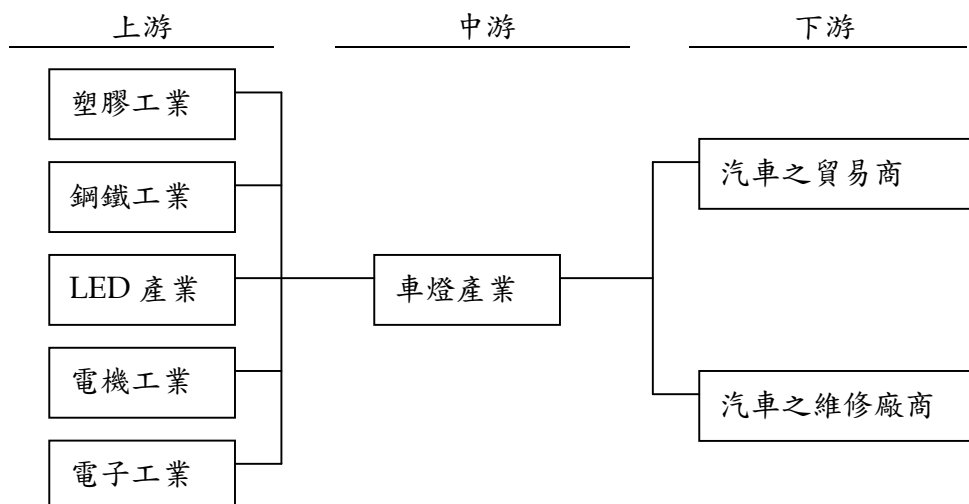 上游
中游
下游
塑膠工業
鋼鐵工業
LED 產業
電機工業
電子工業
車燈產業
汽車之貿易商
汽車之維修廠商